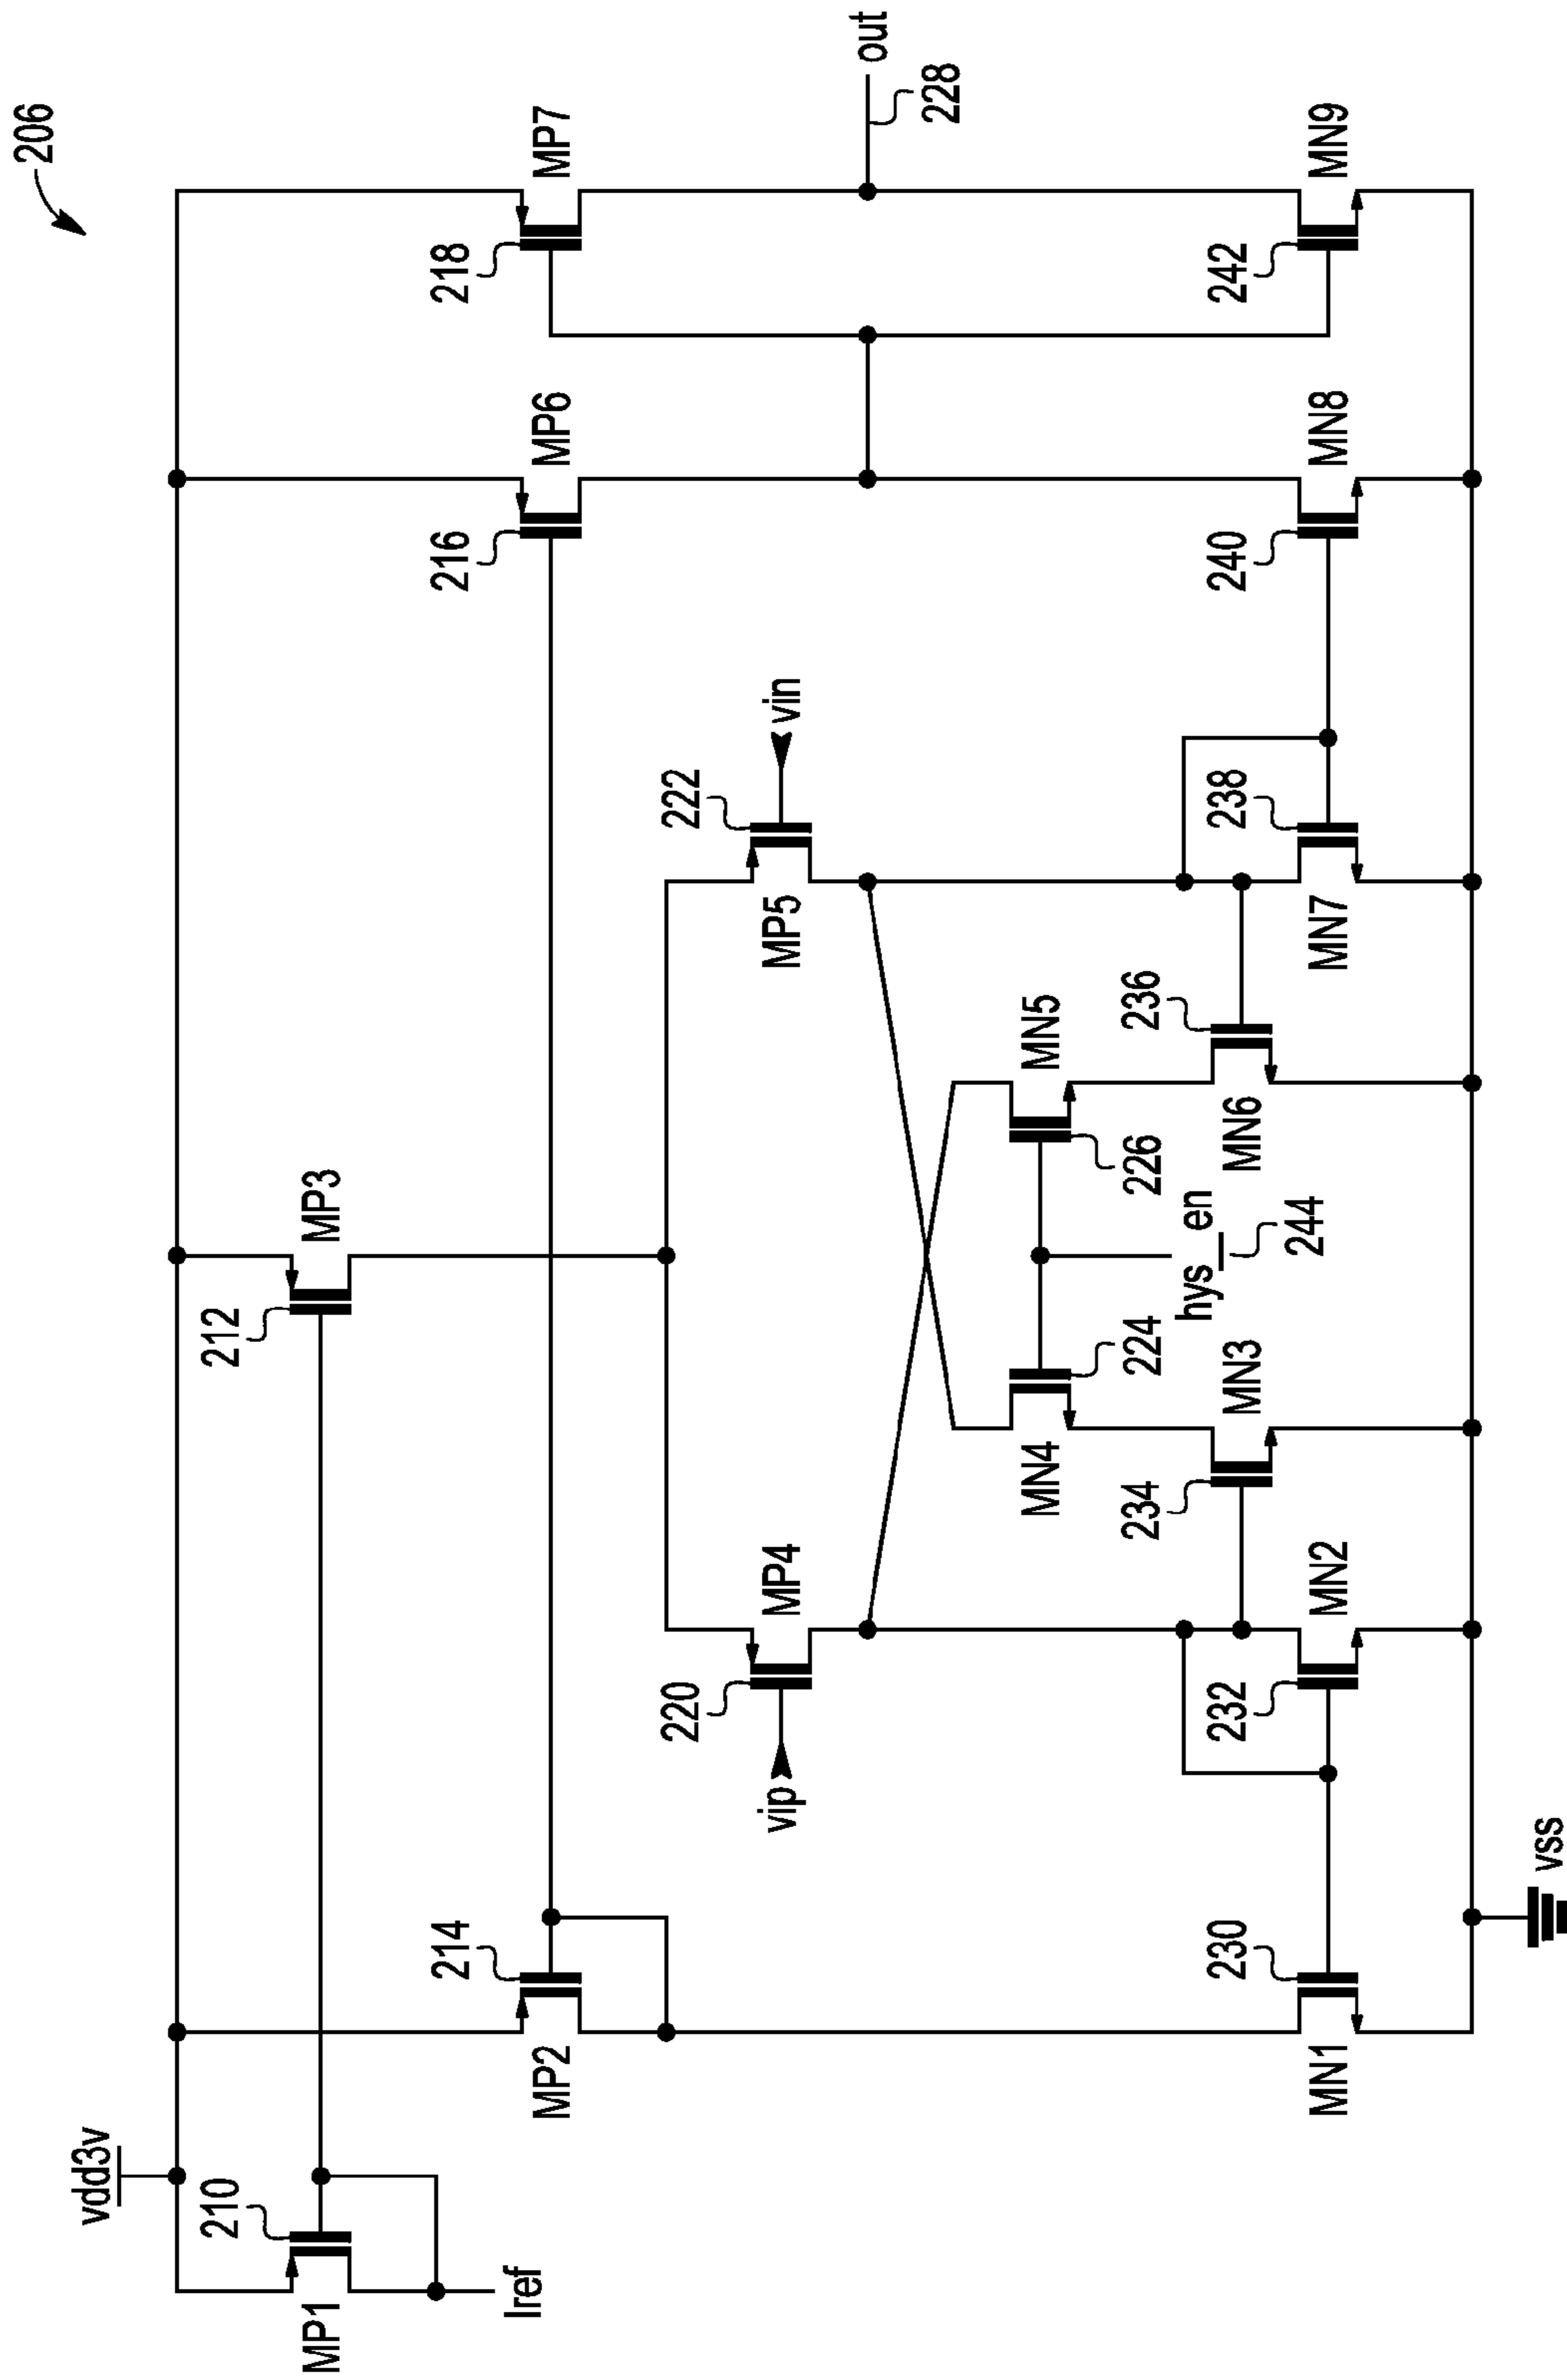 206
vdd3v
210
MP1
Iref
212
MP3
214
MP2
216
MP6
218
MP7
220
MP4
vip
222
MP5
vin
out
228
MN4
224
MN5
226
hys_en
244
234
MN3
236
MN6
230
MN1
232
MN2
238
MN7
240
MN8
242
MN9
vss